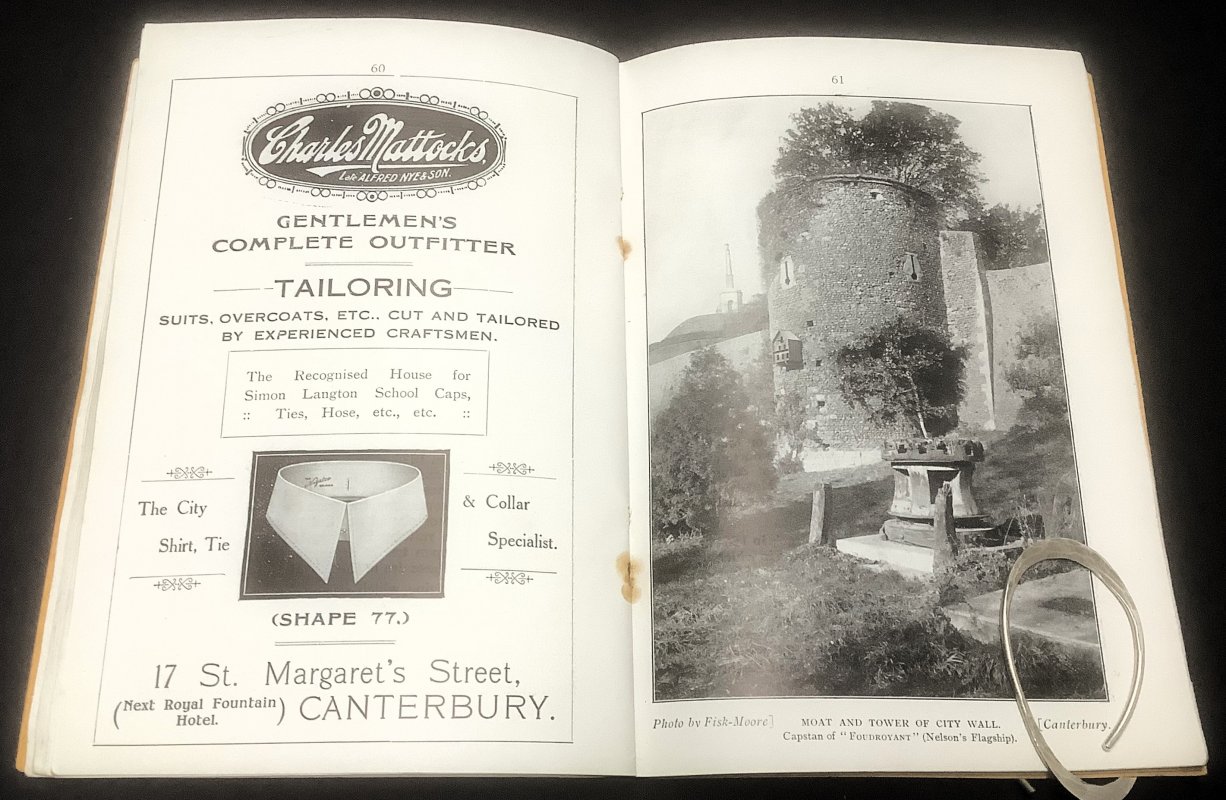 60
Charles Mattocks.
Late ALFRED NYE & SON.
GENTLEMEN'S
COMPLETE OUTFITTER
TAILORING
SUITS, OVERCOATS, ETC., CUT AND TAILORED
BY EXPERIENCED CRAFTSMEN.
The Recognised House for
Simon Langton School Caps,
:: Ties, Hose, etc., etc. ::
The City
Shirt, Tie
& Collar
Specialist.
(SHAPE 77.)
17 St. Margaret's Street,
(Next Royal Fountain
Hotel.)
CANTERBURY.
61
Photo by Fisk-Moore]
MOAT AND TOWER OF CITY WALL.
[Canterbury.
Capstan of "FOUDROYANT" (Nelson's Flagship).